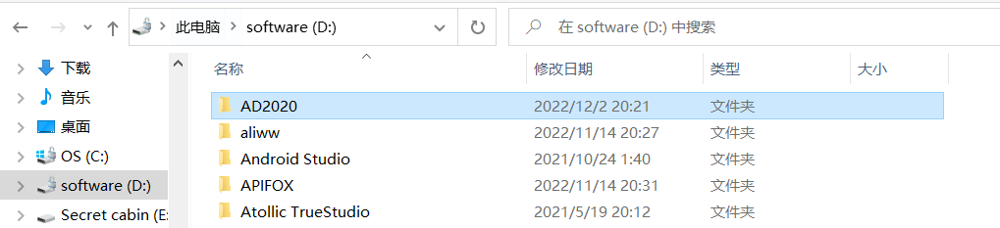 此电脑 software (D:) 在 software (D:) 中搜索
下载
音乐
桌面
OS (C:)
software (D:)
Secret cabin (E:
名称 修改日期 类型 大小
AD2020 2022/12/2 20:21 文件夹
aliww 2022/11/14 20:27 文件夹
Android Studio 2021/10/24 1:40 文件夹
APIFOX 2022/11/14 20:31 文件夹
Atollic TrueStudio 2021/5/19 20:12 文件夹